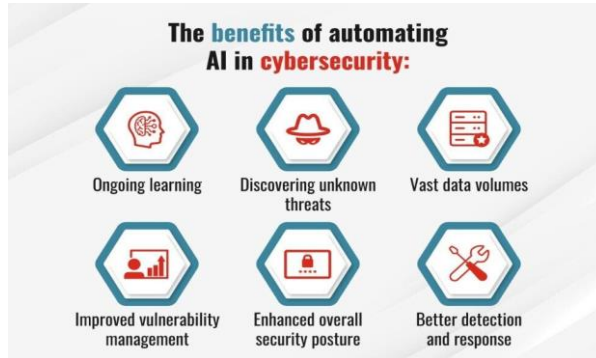 The benefits of automating
AI in cybersecurity:
Ongoing learning
Discovering unknown
threats
Vast data volumes
Improved vulnerability
management
Enhanced overall
security posture
Better detection
and response